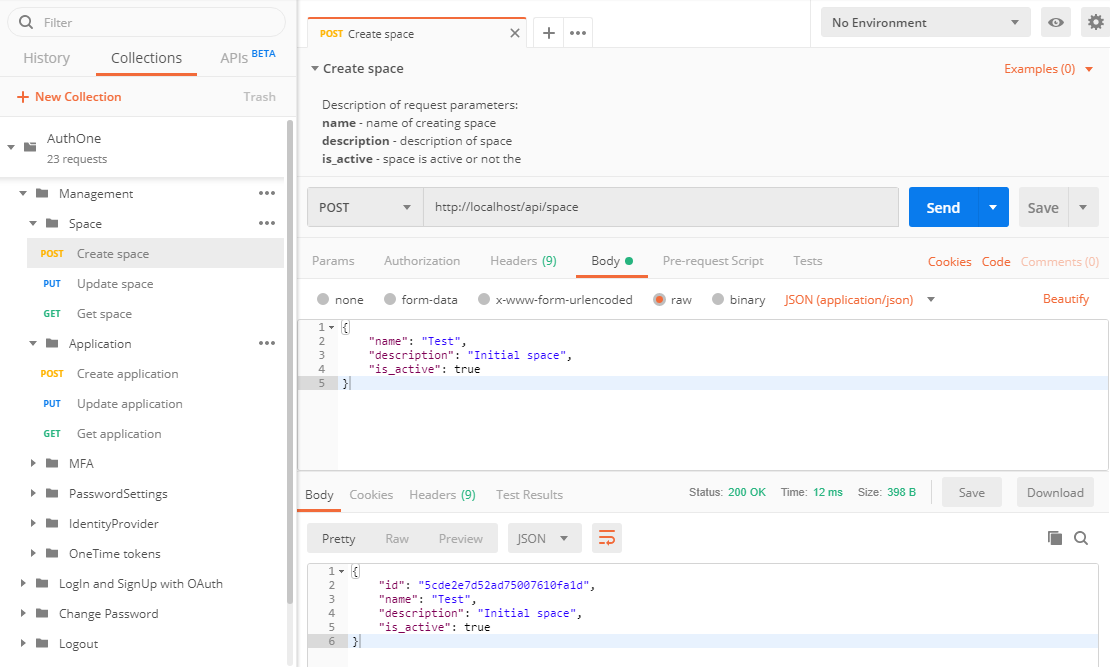 Filter
History
Collections
APIs BETA
+ New Collection
Trash
AuthOne
23 requests
Management
Space
POST Create space
PUT Update space
GET Get space
Application
POST Create application
PUT Update application
GET Get application
MFA
PasswordSettings
IdentityProvider
OneTime tokens
LogIn and SignUp with OAuth
Change Password
Logout
POST Create space
No Environment
Create space
Examples (0)
Description of request parameters:
name - name of creating space
description - description of space
is_active - space is active or not the
POST
http://localhost/api/space
Send
Save
Params
Authorization
Headers (9)
Body
Pre-request Script
Tests
Cookies
Code
Comments (0)
none
form-data
x-www-form-urlencoded
raw
binary
JSON (application/json)
Beautify
1 {
2 "name": "Test",
3 "description": "Initial space",
4 "is_active": true
5 }
Body
Cookies
Headers (9)
Test Results
Status: 200 OK
Time: 12 ms
Size: 398 B
Save
Download
Pretty
Raw
Preview
JSON
1 {
2 "id": "5cde2e7d52ad75007610fa1d",
3 "name": "Test",
4 "description": "Initial space",
5 "is_active": true
6 }